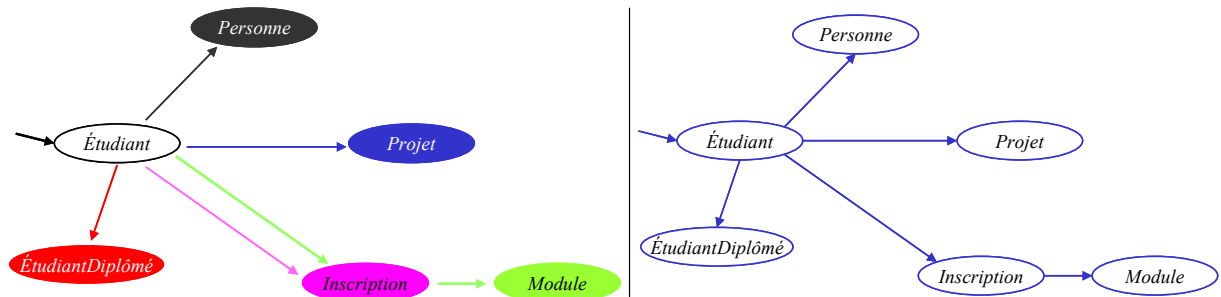 Personne
Étudiant
Projet
ÉtudiantDiplômé
Inscription
Module
Personne
Étudiant
Projet
ÉtudiantDiplômé
Inscription
Module